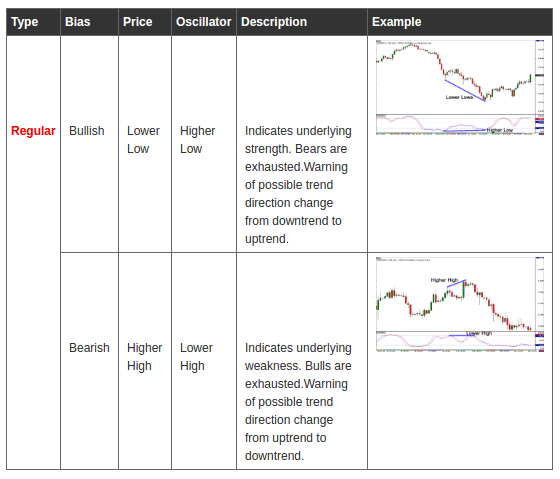 Type Bias Price Oscillator Description Example
Regular Bullish Lower Low Higher Low Indicates underlying
strength. Bears are
exhausted.Warning
of possible trend
direction change
from downtrend to
uptrend.
Lower Lows
Higher Low
Bearish Higher High Lower High Indicates underlying
weakness. Bulls are
exhausted.Warning
of possible trend
direction change
from uptrend to
downtrend.
Higher High
Lower High